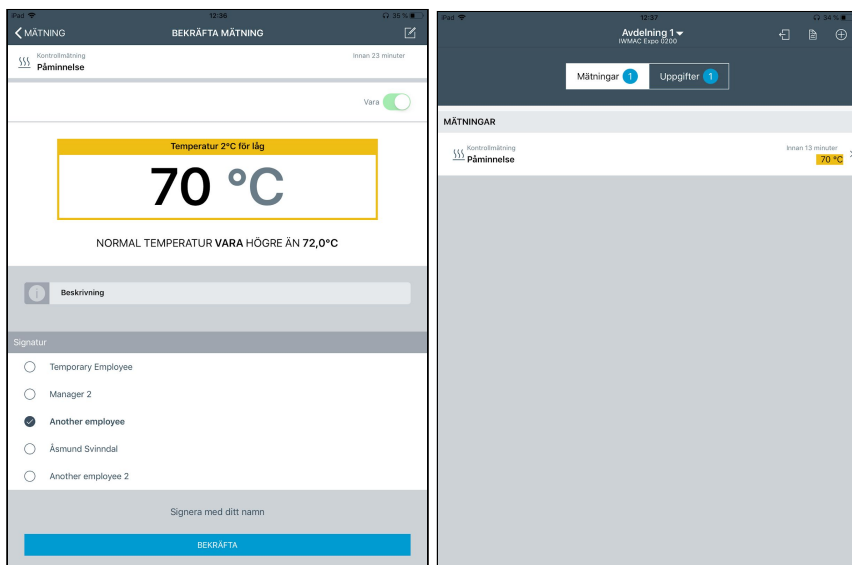 iPad 12:36 35 %
MÄTNING BEKRÄFTA MÄTNING
Kontrollmätning Innan 23 minuter
Påminnelse
Vara
Temperatur 2°C för låg
70 °C
NORMAL TEMPERATUR VARA HÖGRE ÄN 72,0°C
Beskrivning
Signatur
Temporary Employee
Manager 2
Another employee
Åsmund Svinndal
Another employee 2
Signera med ditt namn
BEKRÄFTA
iPad 12:37 34 %
Avdelning 1
IWMAC Expo 0200
Mätningar 1 Uppgifter 1
MÄTNINGAR
Kontrollmätning Innan 13 minuter
Påminnelse 70 °C